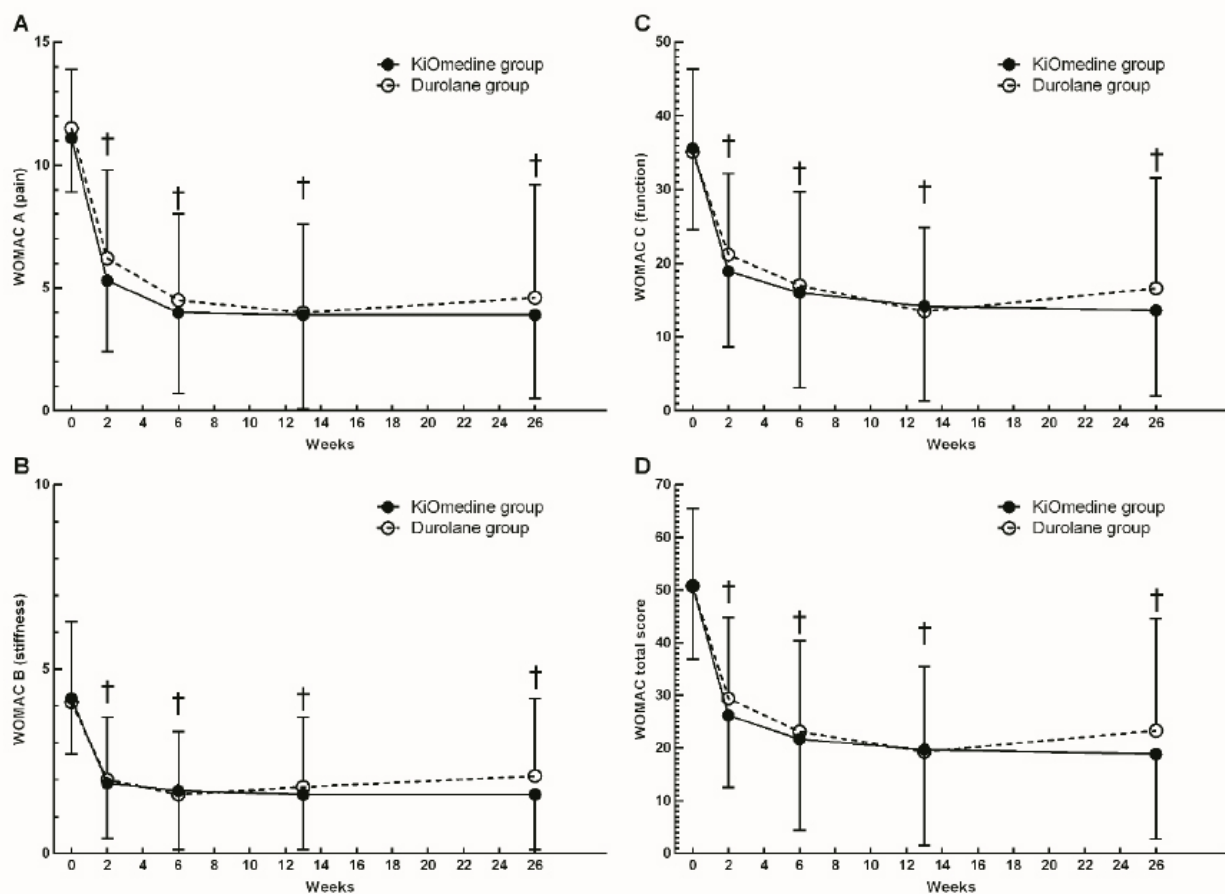 A
15
10
5
0
WOMAC A (pain)
KiOmedine group
Durolane group
† † † †
0 2 4 6 8 10 12 14 16 18 20 22 24 26
Weeks
B
10
5
0
WOMAC B (stiffness)
KiOmedine group
Durolane group
† † † †
0 2 4 6 8 10 12 14 16 18 20 22 24 26
Weeks
C
50
40
30
20
10
0
WOMAC C (function)
KiOmedine group
Durolane group
† † † †
0 2 4 6 8 10 12 14 16 18 20 22 24 26
Weeks
D
70
60
50
40
30
20
10
0
WOMAC total score
KiOmedine group
Durolane group
† † † †
0 2 4 6 8 10 12 14 16 18 20 22 24 26
Weeks